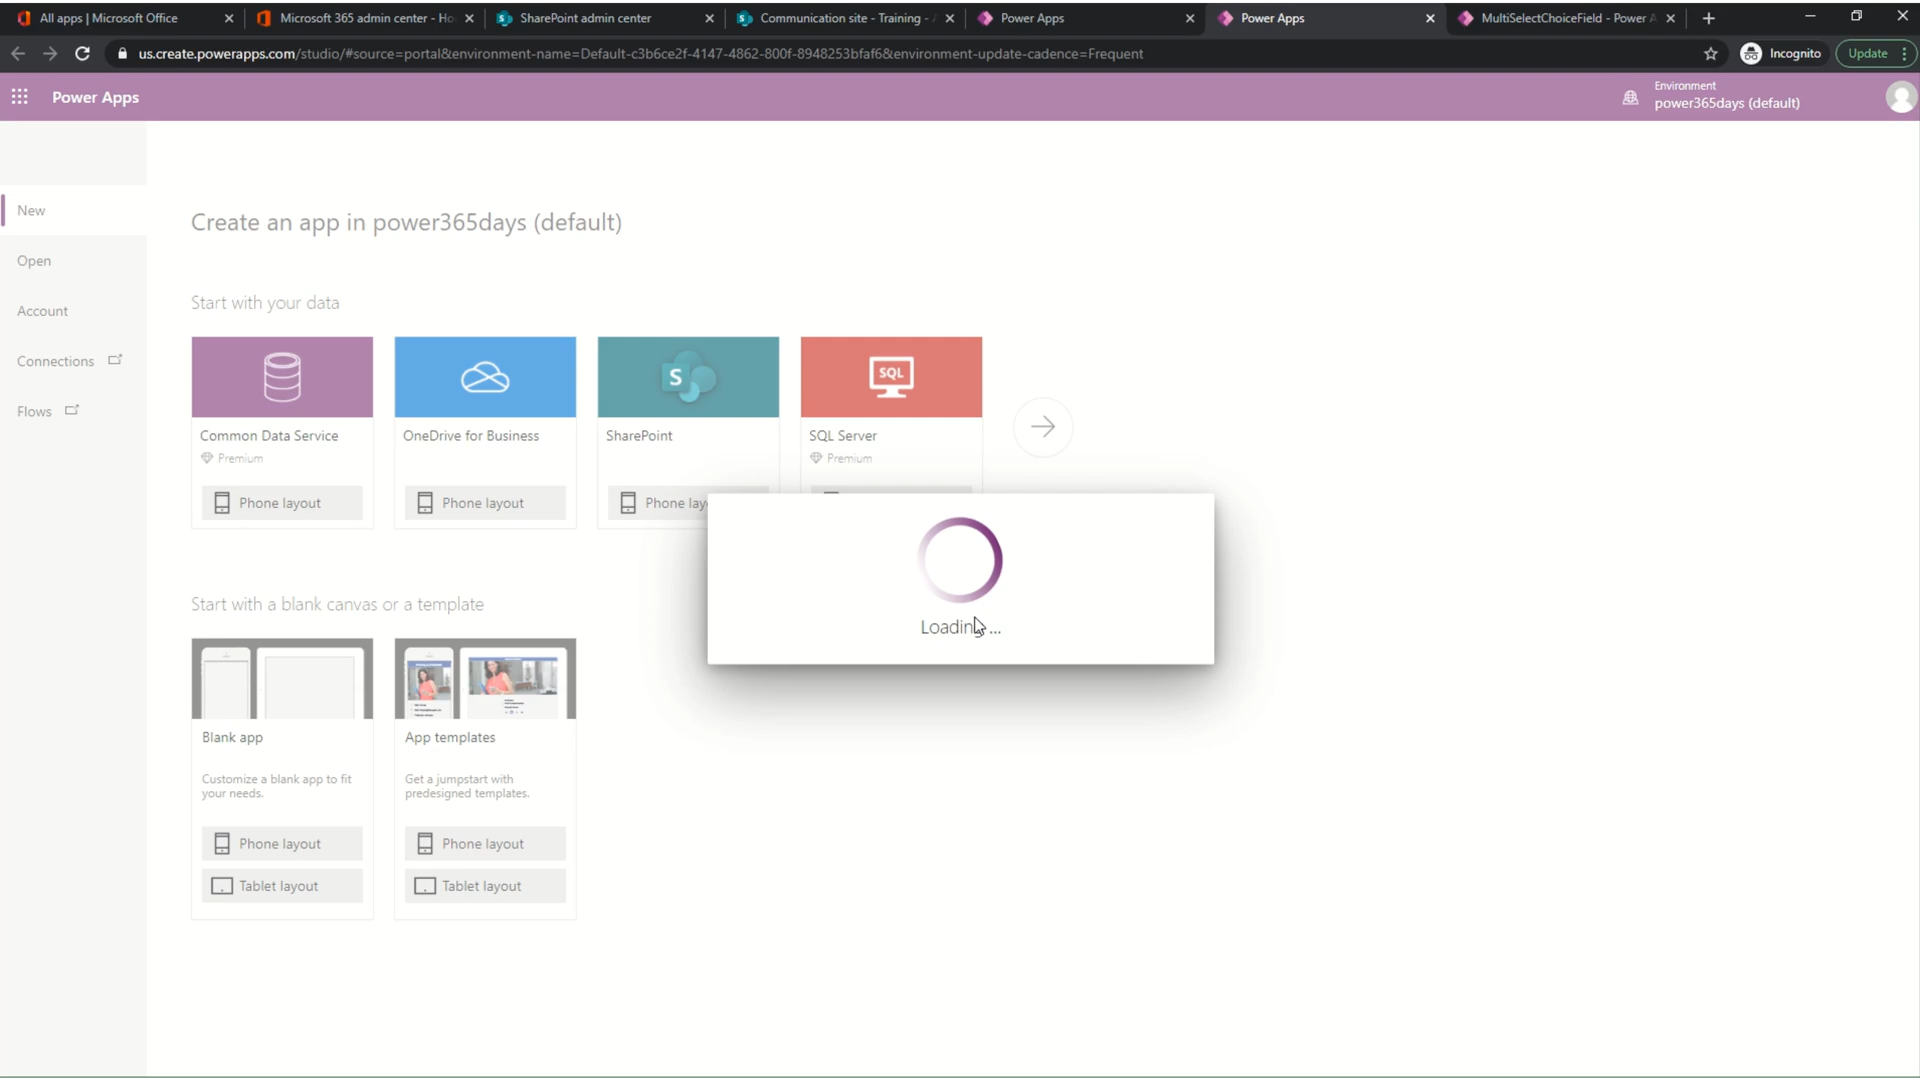 All apps | Microsoft Office
Microsoft 365 admin center - Ho
SharePoint admin center
Communication site - Training -
Power Apps
Power Apps
MultiSelectChoiceField - Power A
us.create.powerapps.com/studio/#source=portal&environment-name=Default-c3b6ce2f-4147-4862-800f-8948253bfaf6&environment-update-cadence=Frequent
Incognito
Update
Power Apps
Environment
power365days (default)
New
Open
Account
Connections
Flows
Create an app in power365days (default)
Start with your data
S
SQL
Common Data Service
Premium
Phone layout
OneDrive for Business
Phone layout
SharePoint
Phone lay
SQL Server
Premium
Loading ...
Start with a blank canvas or a template
Blank app
Customize a blank app to fit
your needs.
Phone layout
Tablet layout
App templates
Get a jumpstart with
predesigned templates.
Phone layout
Tablet layout